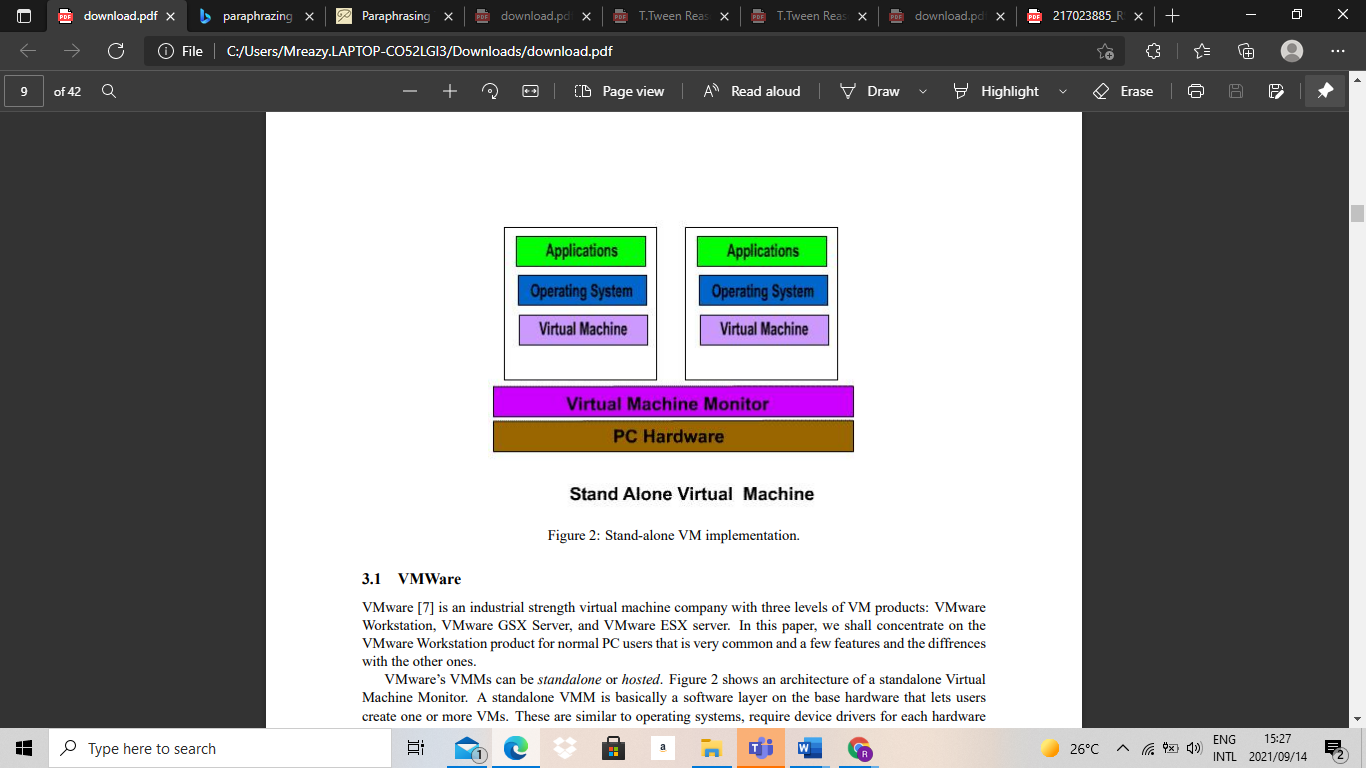 download.pdf
paraphrazing
Paraphrasing
download.pd
T.Tween Reas
T.Tween Reas
download.pd
217023885_R
File C:/Users/Mreazy.LAPTOP-CO52LGI3/Downloads/download.pdf
9 of 42 Page view Read aloud Draw Highlight Erase
Applications Applications
Operating System Operating System
Virtual Machine Virtual Machine
Virtual Machine Monitor
PC Hardware
Stand Alone Virtual Machine
Figure 2: Stand-alone VM implementation.
3.1 VMWare
VMware [7] is an industrial strength virtual machine company with three levels of VM products: VMware
Workstation, VMware GSX Server, and VMware ESX server. In this paper, we shall concentrate on the
VMware Workstation product for normal PC users that is very common and a few features and the diffrences
with the other ones.
VMware's VMMs can be standalone or hosted. Figure 2 shows an architecture of a standalone Virtual
Machine Monitor. A standalone VMM is basically a software layer on the base hardware that lets users
create one or more VMs. These are similar to operating systems, require device drivers for each hardware
Type here to search
1
a
R
26°C
ENG
INTL
15:27
2021/09/14
2